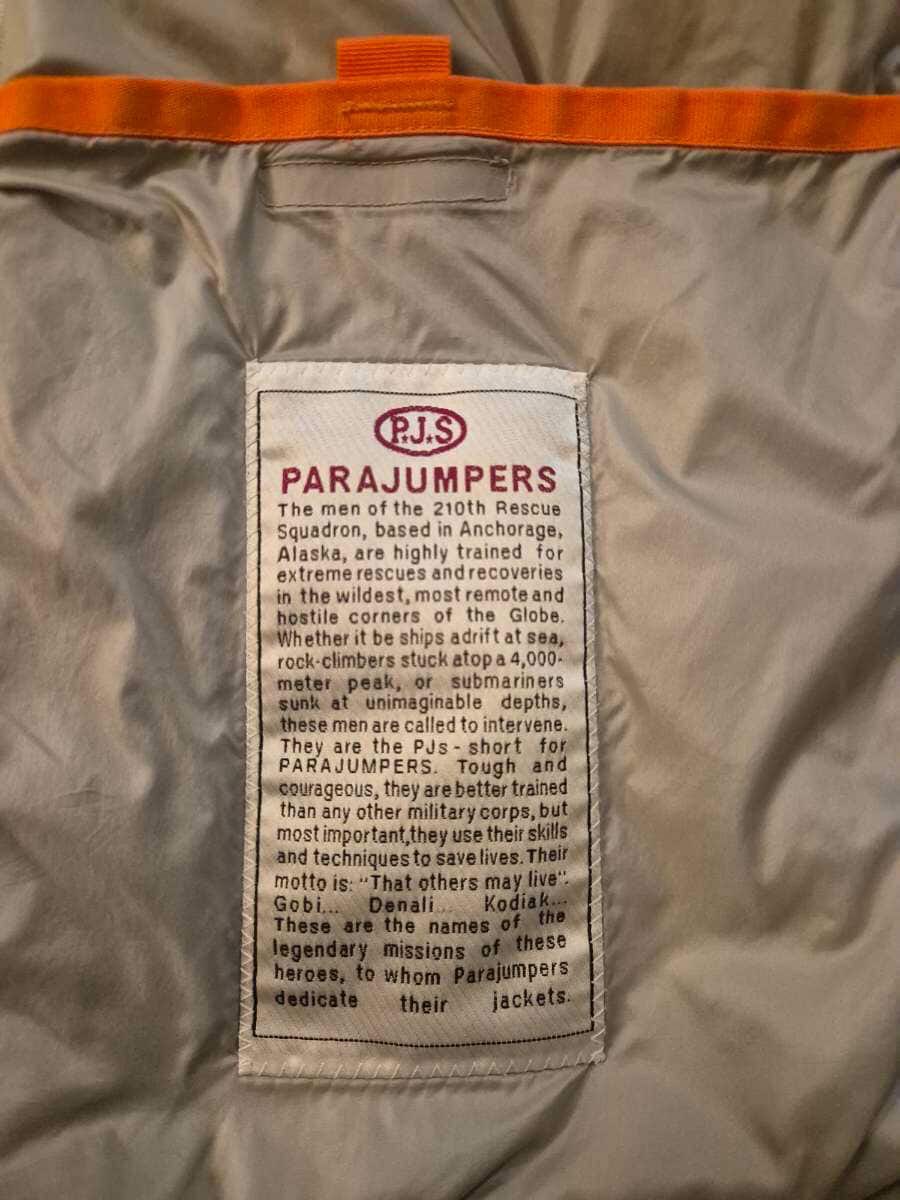 P.J.S
PARAJUMPERS
The men of the 210th Rescue
Squadron, based in Anchorage,
Alaska, are highly trained for
extreme rescues and recoveries
in the wildest, most remote and
hostile corners of the Globe.
Whether it be ships adrift at sea,
rock-climbers stuck atop a 4,000-
meter peak, or submariners
sunk at unimaginable depths,
these men are called to intervene.
They are the PJs - short for
PARAJUMPERS. Tough and
courageous, they are better trained
than any other military corps, but
most important,they use their skills
and techniques to save lives. Their
motto is: "That others may live".
Gobi... Denali... Kodiak...
These are the names of the
legendary missions of these
heroes, to whom Parajumpers
dedicate their jackets.